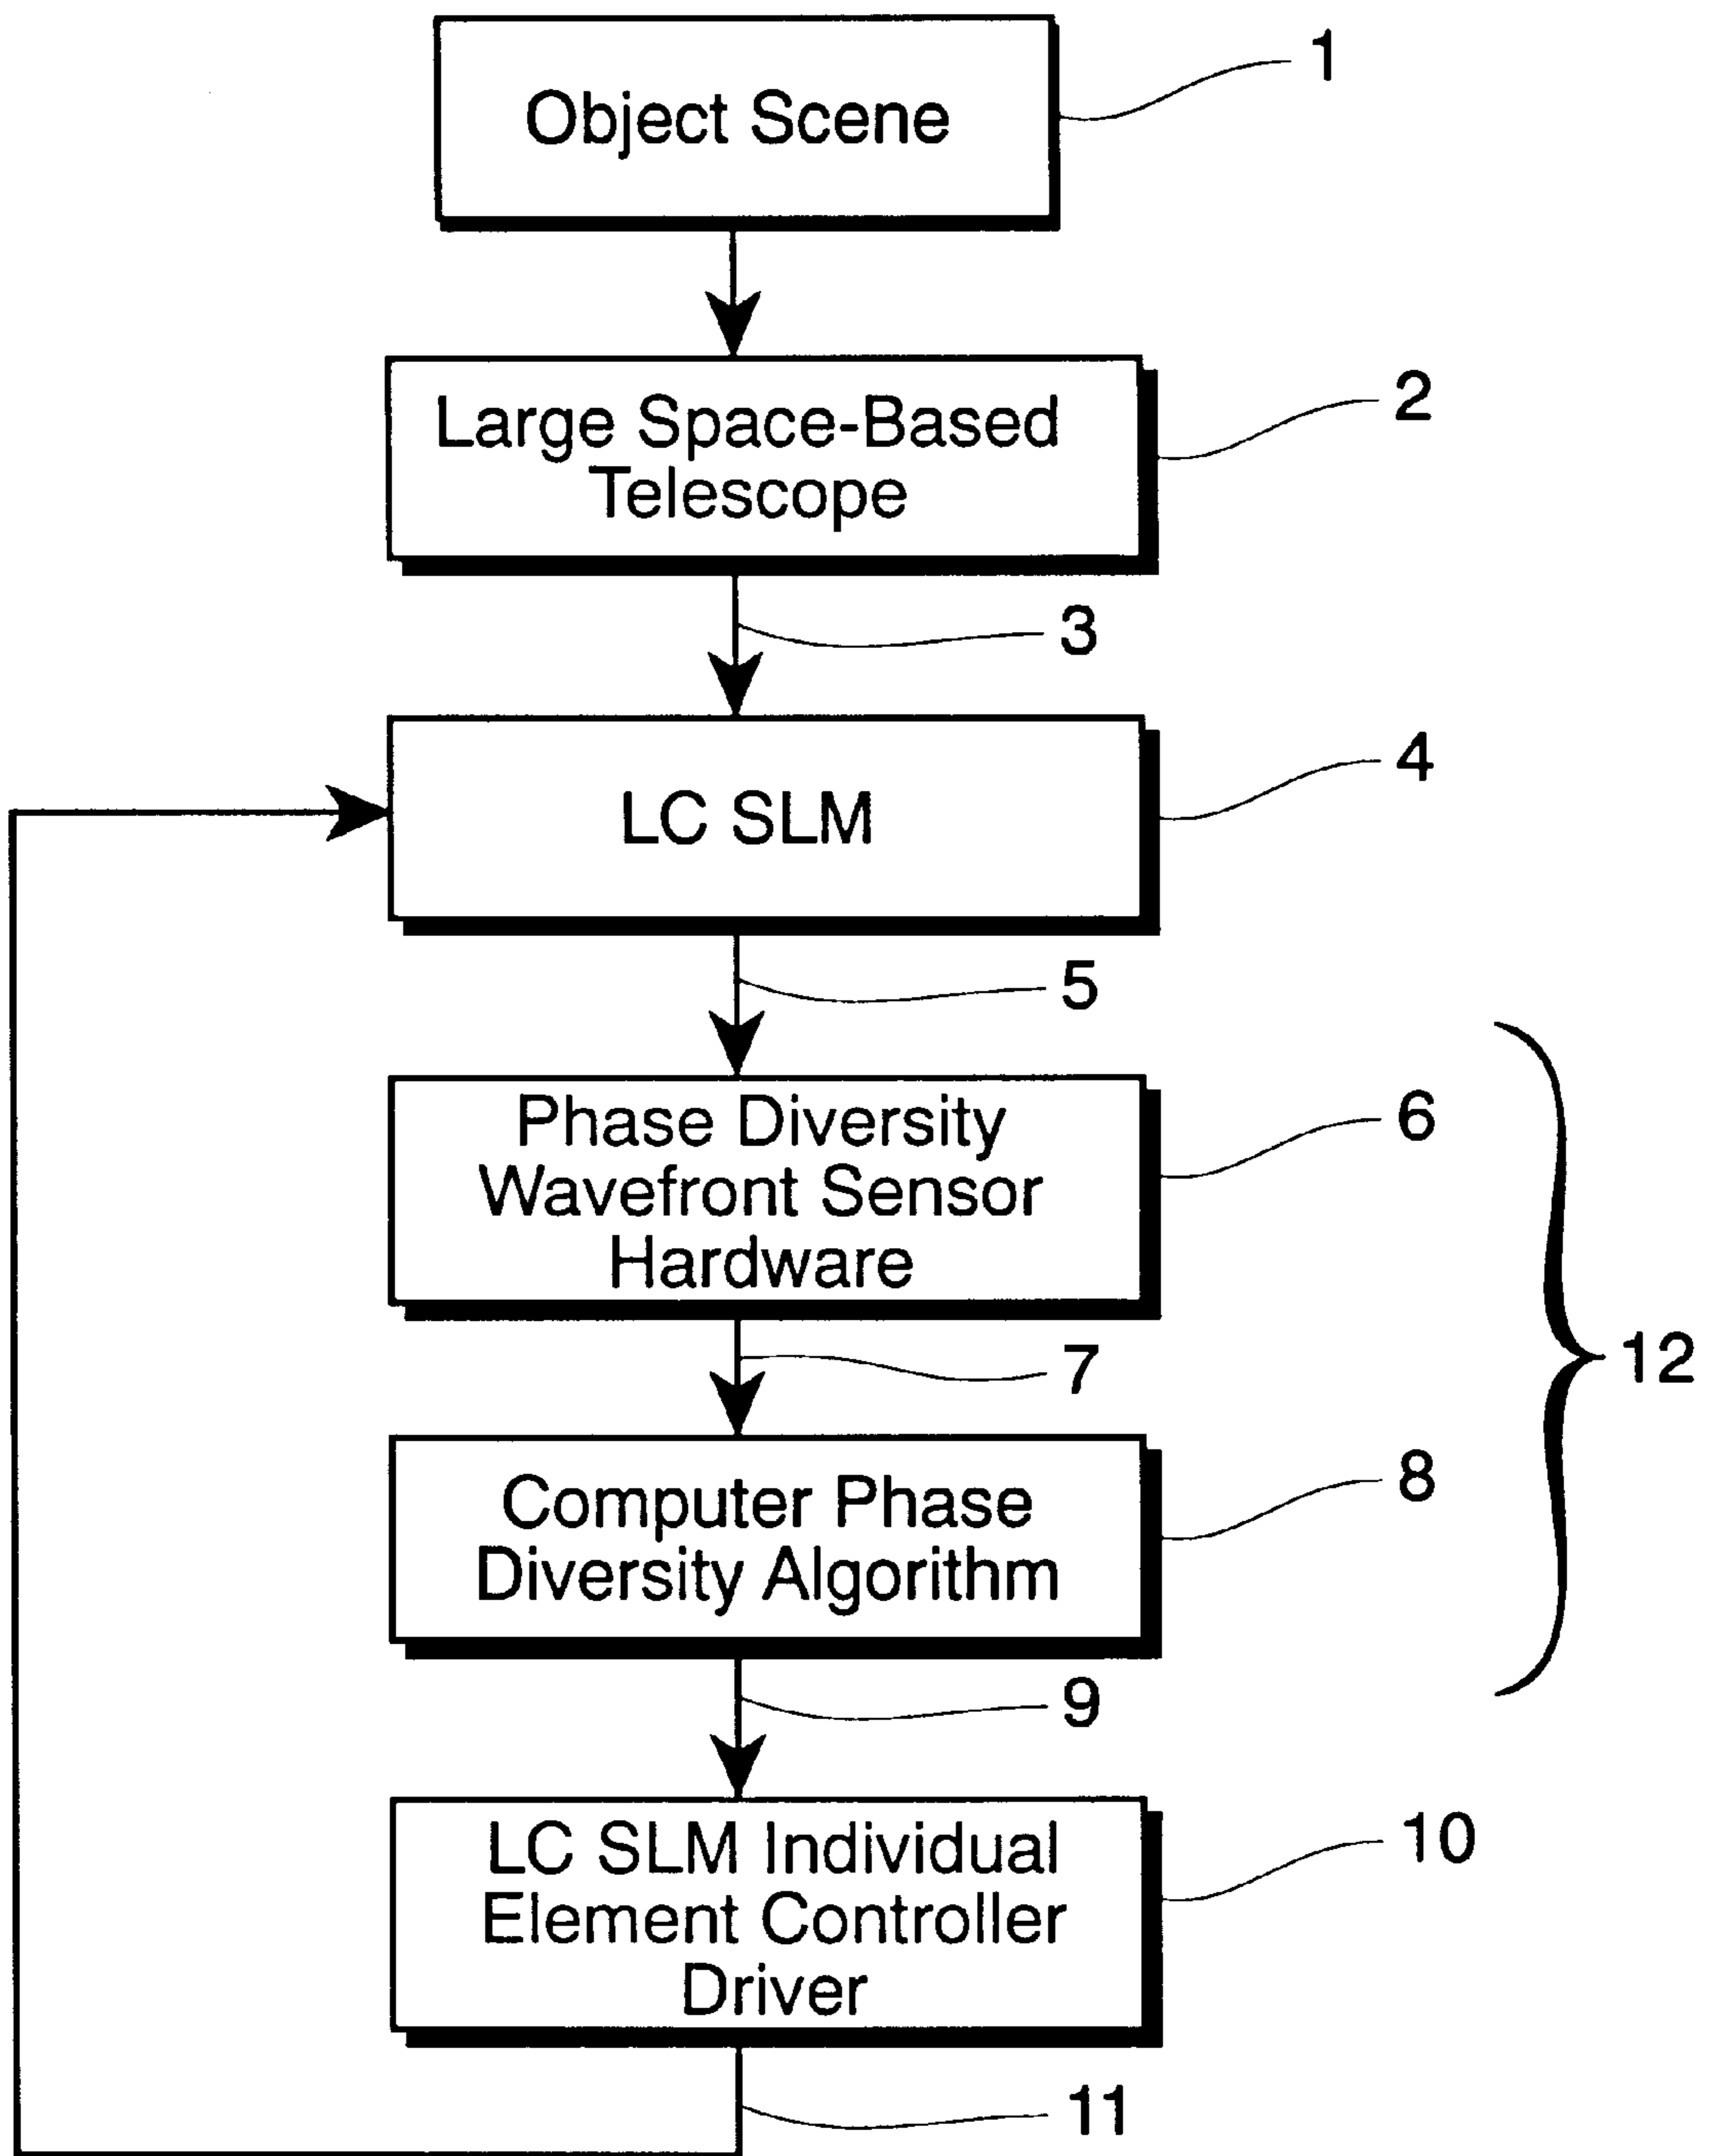 Object Scene
1
Large Space-Based
Telescope
2
3
LC SLM
4
5
Phase Diversity
Wavefront Sensor
Hardware
6
7
12
Computer Phase
Diversity Algorithm
8
9
LC SLM Individual
Element Controller
Driver
10
11